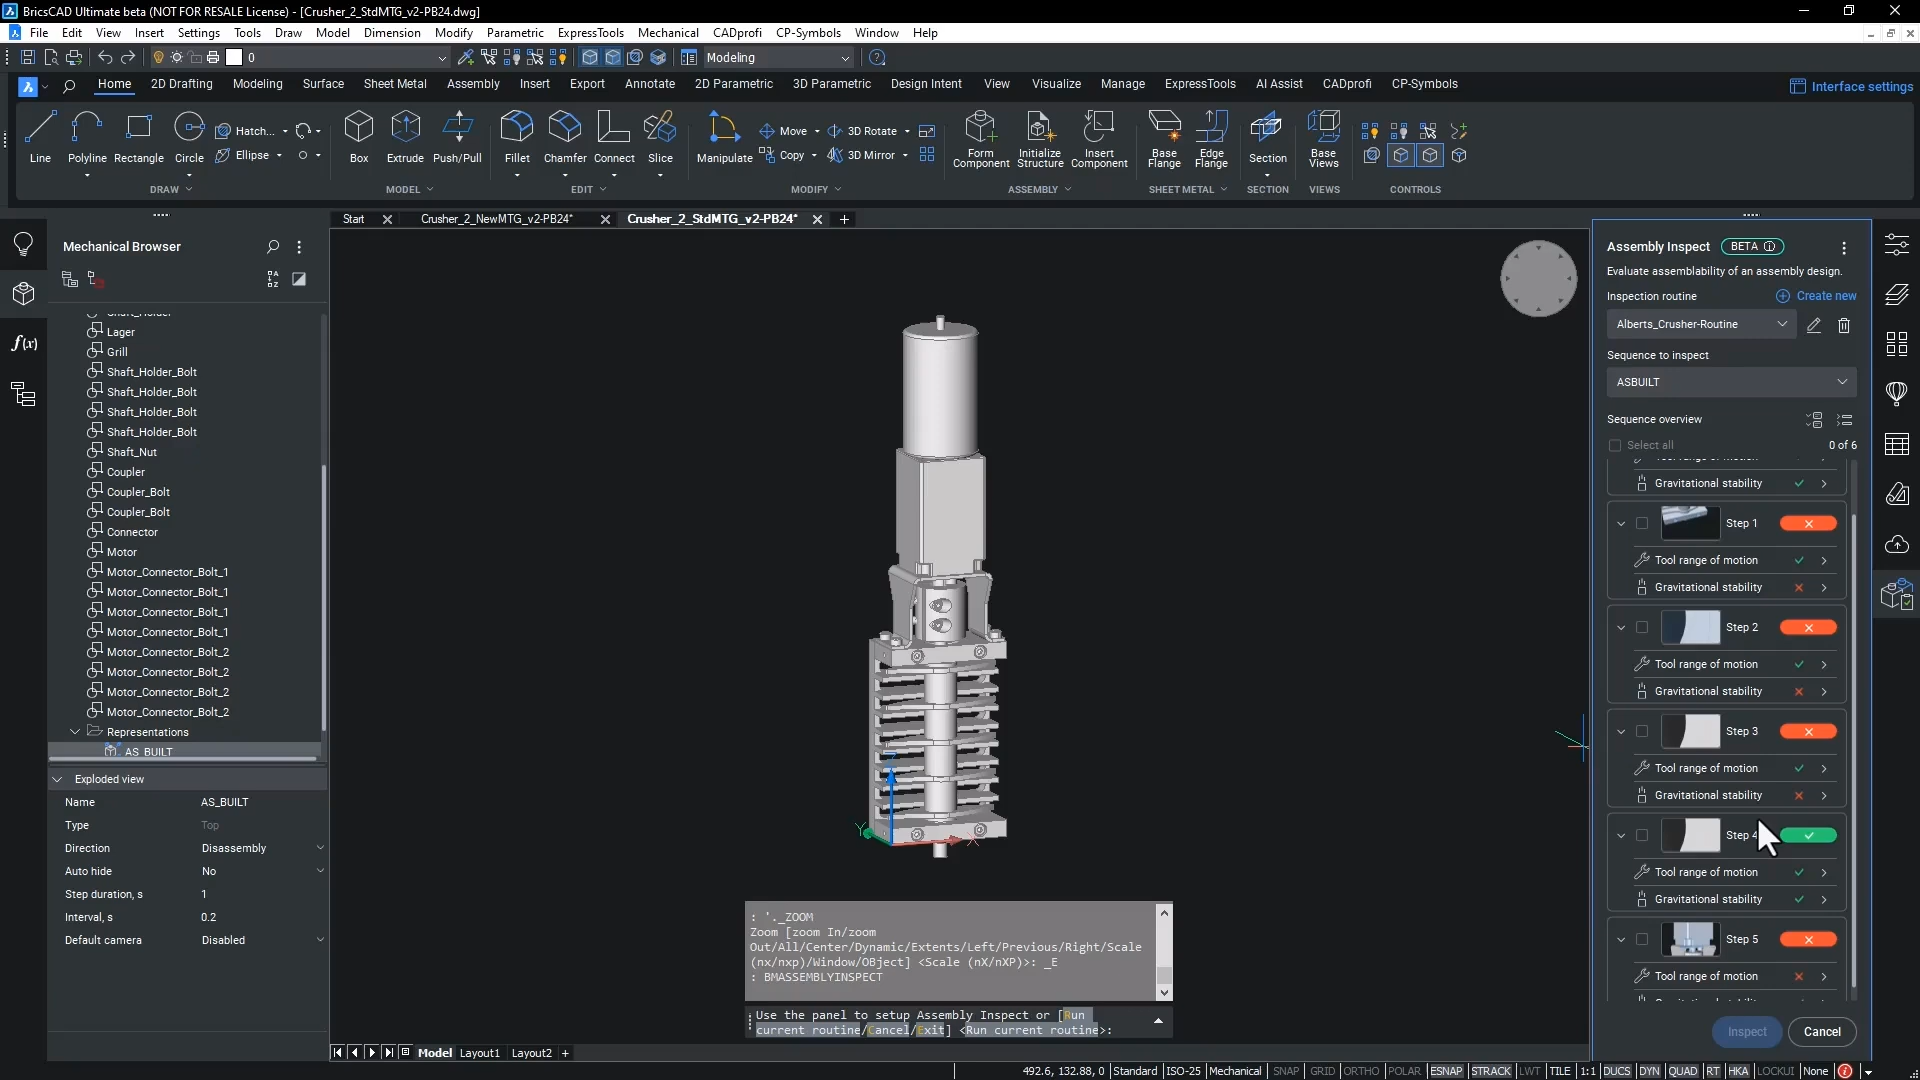 BricsCAD Ultimate beta (NOT FOR RESALE License) - [Crusher_2_StdMTG_v2-PB24.dwg]
File Edit View Insert Settings Tools Draw Model Dimension Modify Parametric ExpressTools Mechanical CADprofi CP-Symbols Window Help
0 Modeling
Home 2D Drafting Modeling Surface Sheet Metal Assembly Insert Export Annotate 2D Parametric 3D Parametric Design Intent View Visualize Manage ExpressTools AI Assist CADprofi CP-Symbols Interface settings
Line Polyline Rectangle Circle Hatch... Ellipse
Box Extrude Push/Pull
Fillet Chamfer Connect Slice
Manipulate Move Copy 3D Rotate 3D Mirror
Form Component Initialize Structure Insert Component
Base Flange Edge Flange
Section
Base Views
DRAW MODEL EDIT MODIFY ASSEMBLY SHEET METAL SECTION VIEWS CONTROLS
Start Crusher_2_NewMTG_v2-PB24* Crusher_2_StdMTG_v2-PB24*
Mechanical Browser
f(x)
Lager
Grill
Shaft_Holder_Bolt
Shaft_Holder_Bolt
Shaft_Holder_Bolt
Shaft_Holder_Bolt
Shaft_Nut
Coupler
Coupler_Bolt
Coupler_Bolt
Connector
Motor
Motor_Connector_Bolt_1
Motor_Connector_Bolt_1
Motor_Connector_Bolt_1
Motor_Connector_Bolt_1
Motor_Connector_Bolt_2
Motor_Connector_Bolt_2
Motor_Connector_Bolt_2
Motor_Connector_Bolt_2
Representations
AS_BUILT
Exploded view
Name AS_BUILT
Type Top
Direction Disassembly
Auto hide No
Step duration, s 1
Interval, s 0.2
Default camera Disabled
Y X
: '._ZOOM
Zoom [zoom In/zoom
Out/All/Center/Dynamic/Extents/Left/Previous/Right/Scale
(nx/nxp)/Window/OBject] <Scale (nX/nXP)>: _E
: BMASSEMBLYINSPECT
Use the panel to setup Assembly Inspect or [Run
current routine/Cancel/Exit] <Run current routine>:
Assembly Inspect BETA
Evaluate assemblability of an assembly design.
Inspection routine Create new
Alberts_Crusher-Routine
Sequence to inspect
ASBUILT
Sequence overview
Select all 0 of 6
Gravitational stability
Step 1
Tool range of motion
Gravitational stability
Step 2
Tool range of motion
Gravitational stability
Step 3
Tool range of motion
Gravitational stability
Step 4
Tool range of motion
Gravitational stability
Step 5
Tool range of motion
Inspect Cancel
Model Layout1 Layout2 +
492.6, 132.88, 0 Standard ISO-25 Mechanical SNAP GRID ORTHO POLAR ESNAP STRACK LWT TILE 1:1 DUCS DYN QUAD RT HKA LOCKUI None